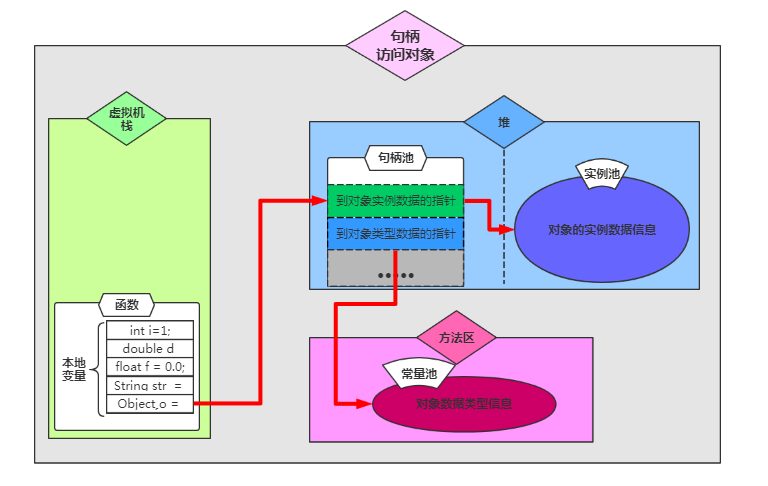 句柄
访问对象
虚拟机
栈
堆
句柄池
实例池
到对象实例数据的指针
到对象类型数据的指针
对象的实例数据信息
.....
函数
int i=1;
double d
float f = 0.0;
String str =
Object o =
本地
变量
方法区
常量池
对象数据类型信息